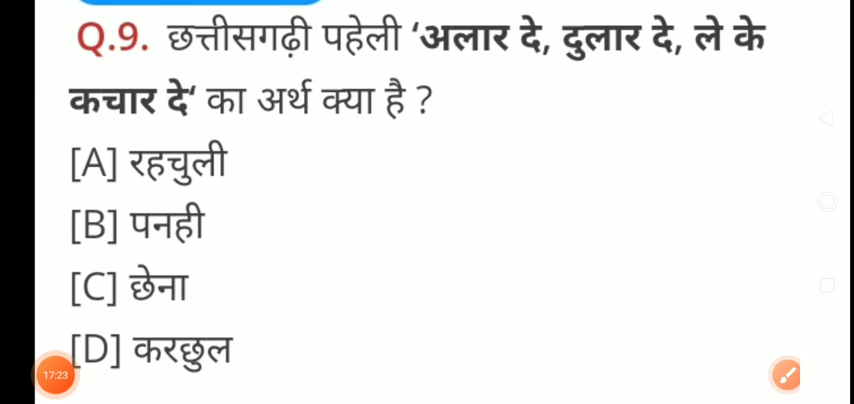 Q.9. छत्तीसगढ़ी पहेली ‘अलार दे, दुलार दे, ले के
कचार दे‘ का अर्थ क्या है ?
[A] रहचुली
[B] पनही
[C] छेना
[D] करछुल
17:23